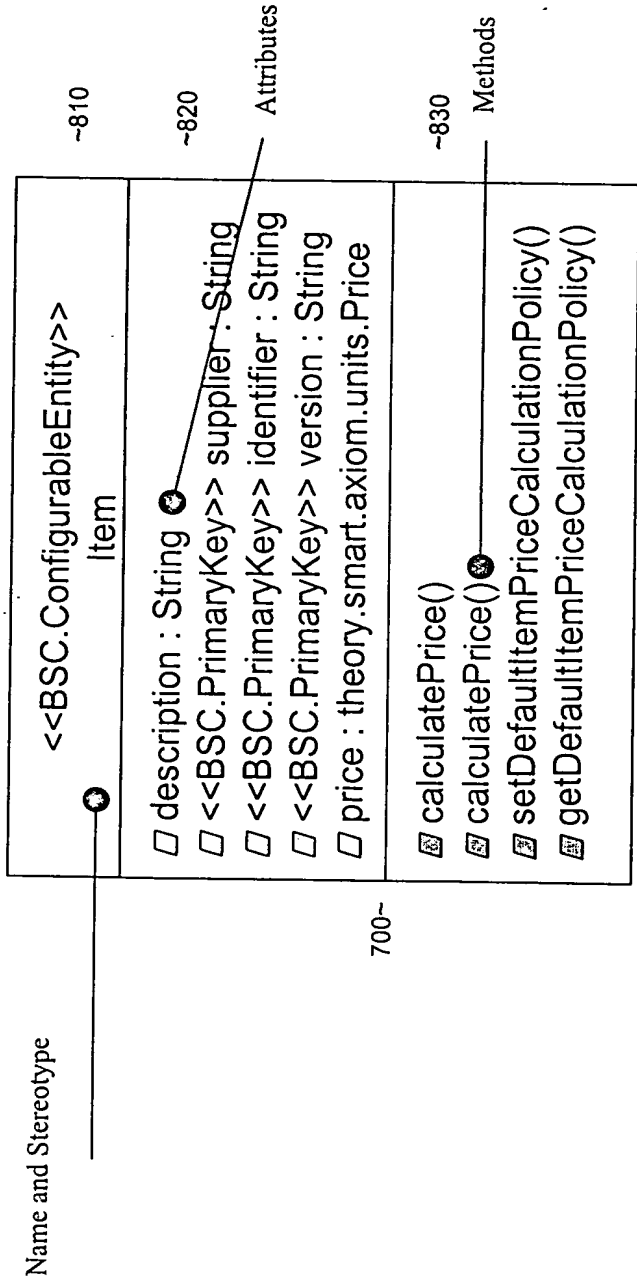 Name and Stereotype
<<BSC.ConfigurableEntity>>
Item
~810
description : String
<<BSC.PrimaryKey>> supplier : String
<<BSC.PrimaryKey>> identifier : String
<<BSC.PrimaryKey>> version : String
price : theory.smart.axiom.units.Price
~820
Attributes
700~
calculatePrice()
calculatePrice()
setDefaultItemPriceCalculationPolicy()
getDefaultItemPriceCalculationPolicy()
~830
Methods